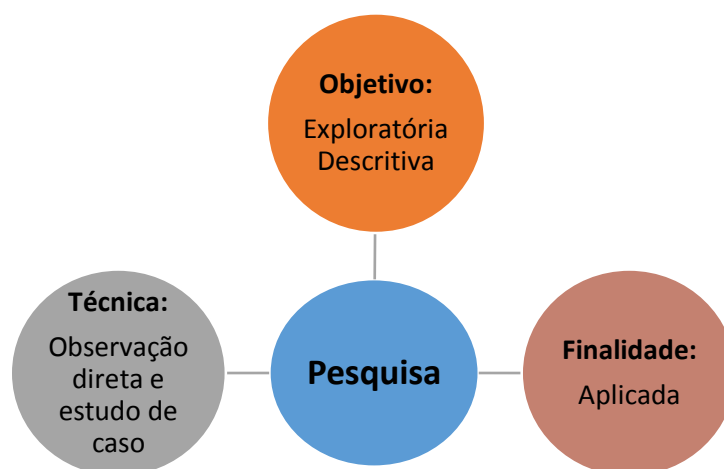 Objetivo:
Exploratória
Descritiva
Técnica:
Observação
direta e
estudo de
caso
Pesquisa
Finalidade:
Aplicada